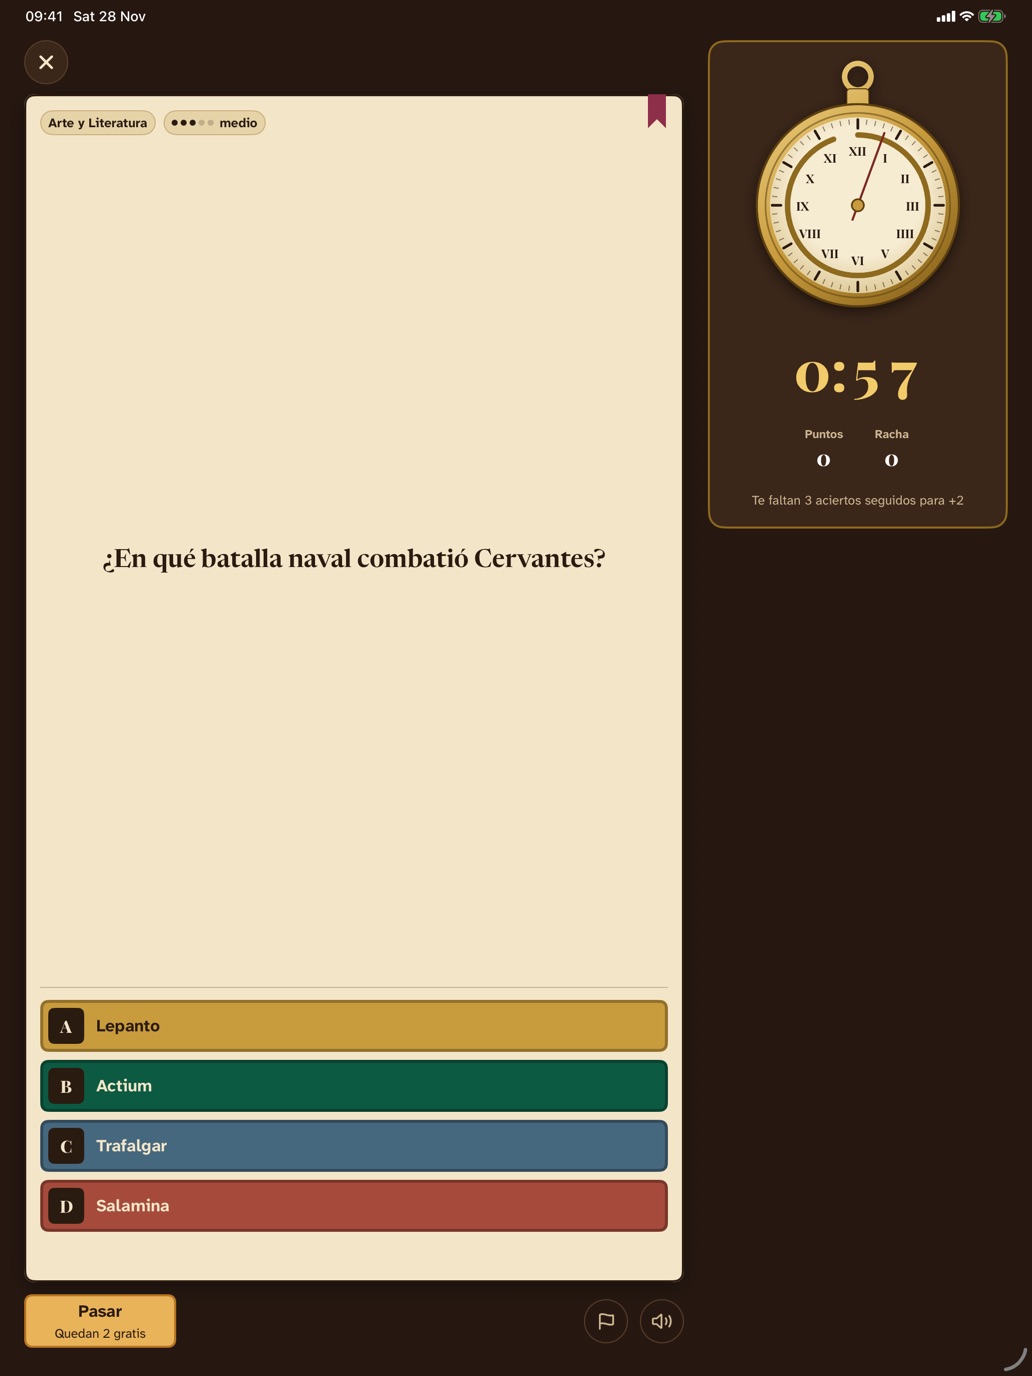 09:41 Sat 28 Nov
Arte y Literatura
medio
¿En qué batalla naval combatió Cervantes?
A Lepanto
B Actium
C Trafalgar
D Salamina
Pasar
Quedan 2 gratis
XII
I
II
III
IIII
V
VI
VII
VIII
IX
X
XI
0:57
Puntos Racha
0 0
Te faltan 3 aciertos seguidos para +2